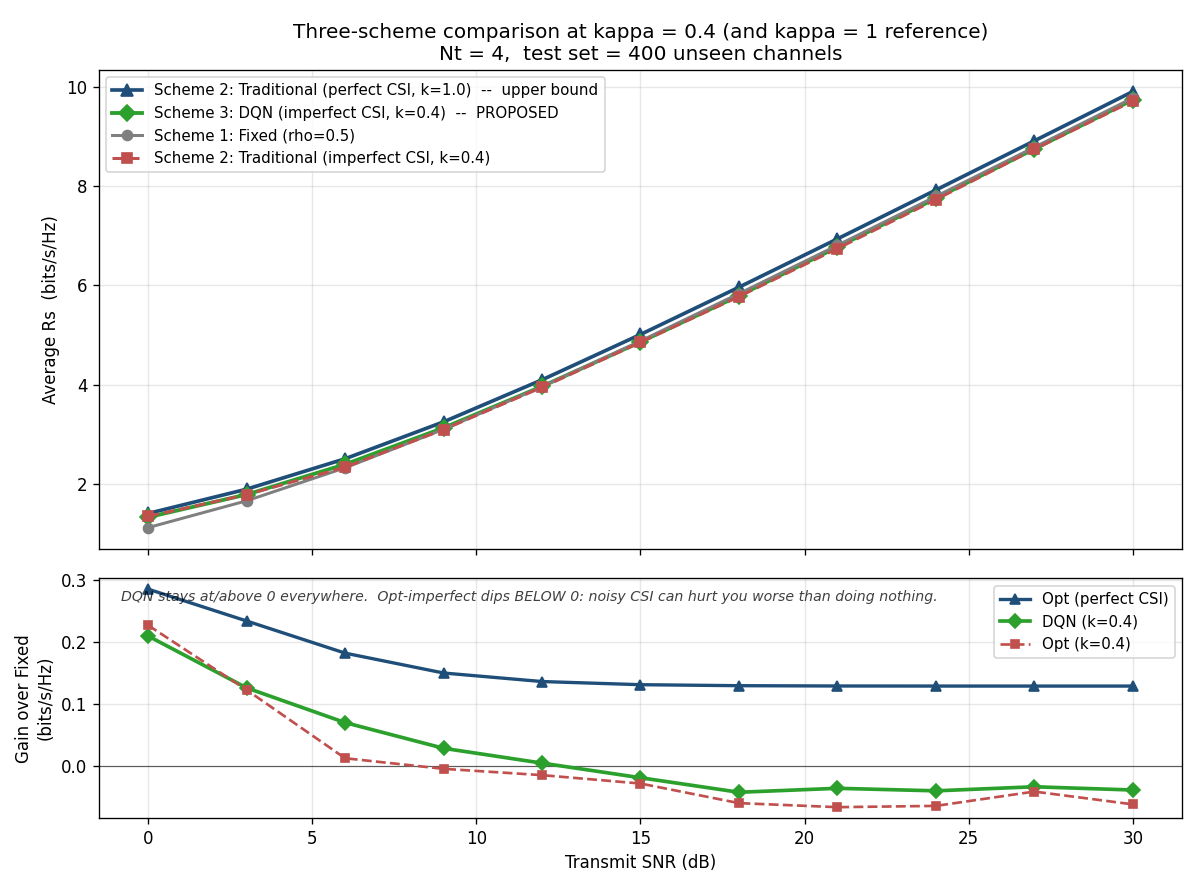 Three-scheme comparison at kappa = 0.4 (and kappa = 1 reference)
Nt = 4,  test set = 400 unseen channels
Scheme 2: Traditional (perfect CSI, k=1.0)  --  upper bound
Scheme 3: DQN (imperfect CSI, k=0.4)  --  PROPOSED
Scheme 1: Fixed (rho=0.5)
Scheme 2: Traditional (imperfect CSI, k=0.4)
Average Rs  (bits/s/Hz)
10
8
6
4
2
DQN stays at/above 0 everywhere.  Opt-imperfect dips BELOW 0: noisy CSI can hurt you worse than doing nothing.
Opt (perfect CSI)
DQN (k=0.4)
Opt (k=0.4)
Gain over Fixed
(bits/s/Hz)
0.3
0.2
0.1
0.0
0
5
10
15
20
25
30
Transmit SNR (dB)